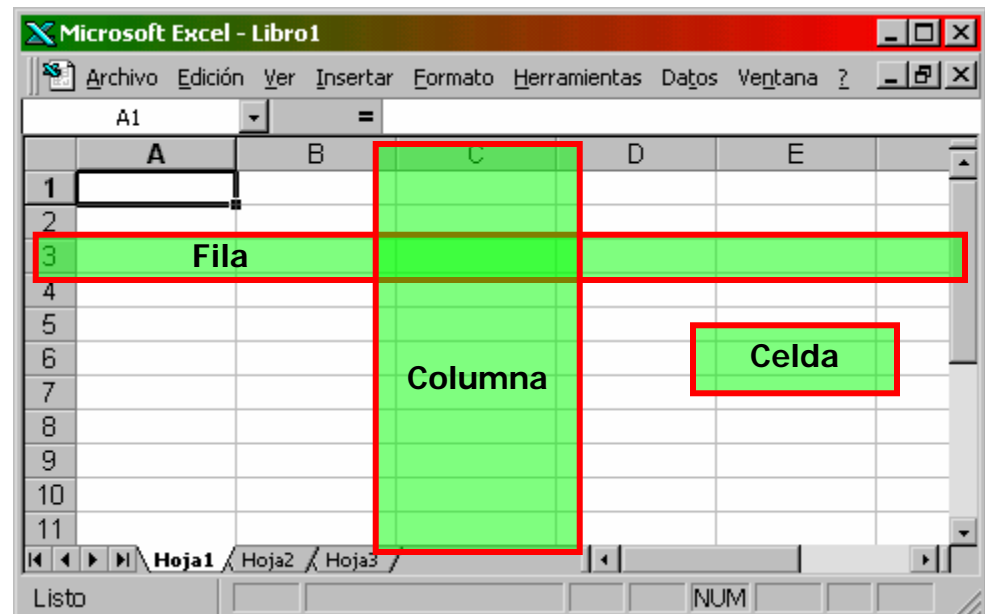 Microsoft Excel - Libro1
Archivo Edición Ver Insertar Formato Herramientas Datos Ventana ?
A1 =
A B C D E
1
2
3 Fila
4
5
6 Celda
7 Columna
8
9
10
11
Hoja1 Hoja2 Hoja3
Listo NUM